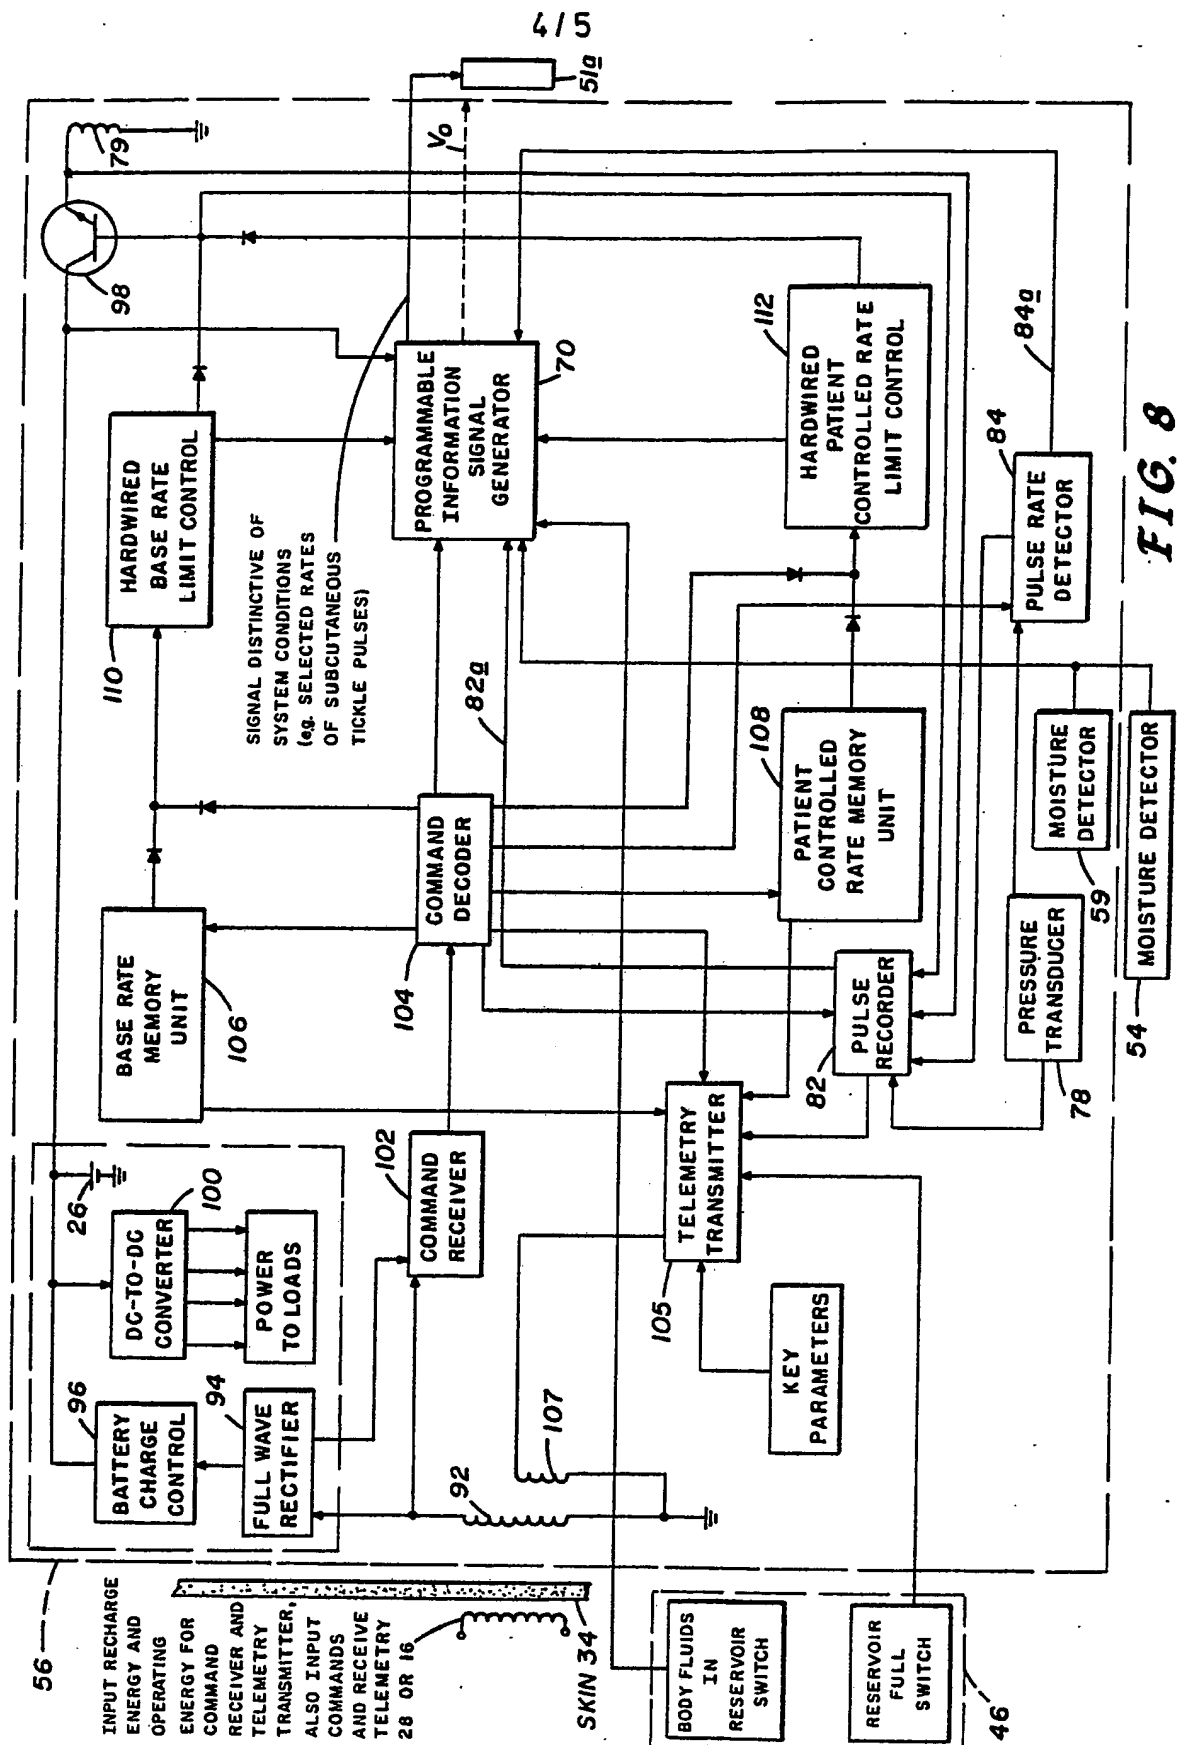 4/5
56
INPUT RECHARGE
ENERGY AND
OPERATING
ENERGY FOR
COMMAND
RECEIVER AND
TELEMETRY
TRANSMITTER,
ALSO INPUT
COMMANDS
AND RECEIVE
TELEMETRY
28 OR 16
SKIN 34
BODY FLUIDS
IN
RESERVOIR
SWITCH
RESERVOIR
FULL
SWITCH
46
96
BATTERY
CHARGE
CONTROL
94
FULL WAVE
RECTIFIER
26
DC-TO-DC
CONVERTER
100
POWER
TO LOADS
92
107
102
COMMAND
RECEIVER
KEY
PARAMETERS
105
TELEMETRY
TRANSMITTER
BASE RATE
MEMORY
UNIT
106
104
COMMAND
DECODER
82
PULSE
RECORDER
PRESSURE
TRANSDUCER
78
54
MOISTURE DETECTOR
59
MOISTURE
DETECTOR
108
PATIENT
CONTROLLED
RATE MEMORY
UNIT
82a
110
HARDWIRED
BASE RATE
LIMIT CONTROL
SIGNAL DISTINCTIVE OF
SYSTEM CONDITIONS
(eg. SELECTED RATES
OF SUBCUTANEOUS
TICKLE PULSES)
PROGRAMMABLE
INFORMATION
SIGNAL
GENERATOR
70
112
HARDWIRED
PATIENT
CONTROLLED RATE
LIMIT CONTROL
84
PULSE RATE
DETECTOR
84a
98
79
Vo
51a
FIG. 8